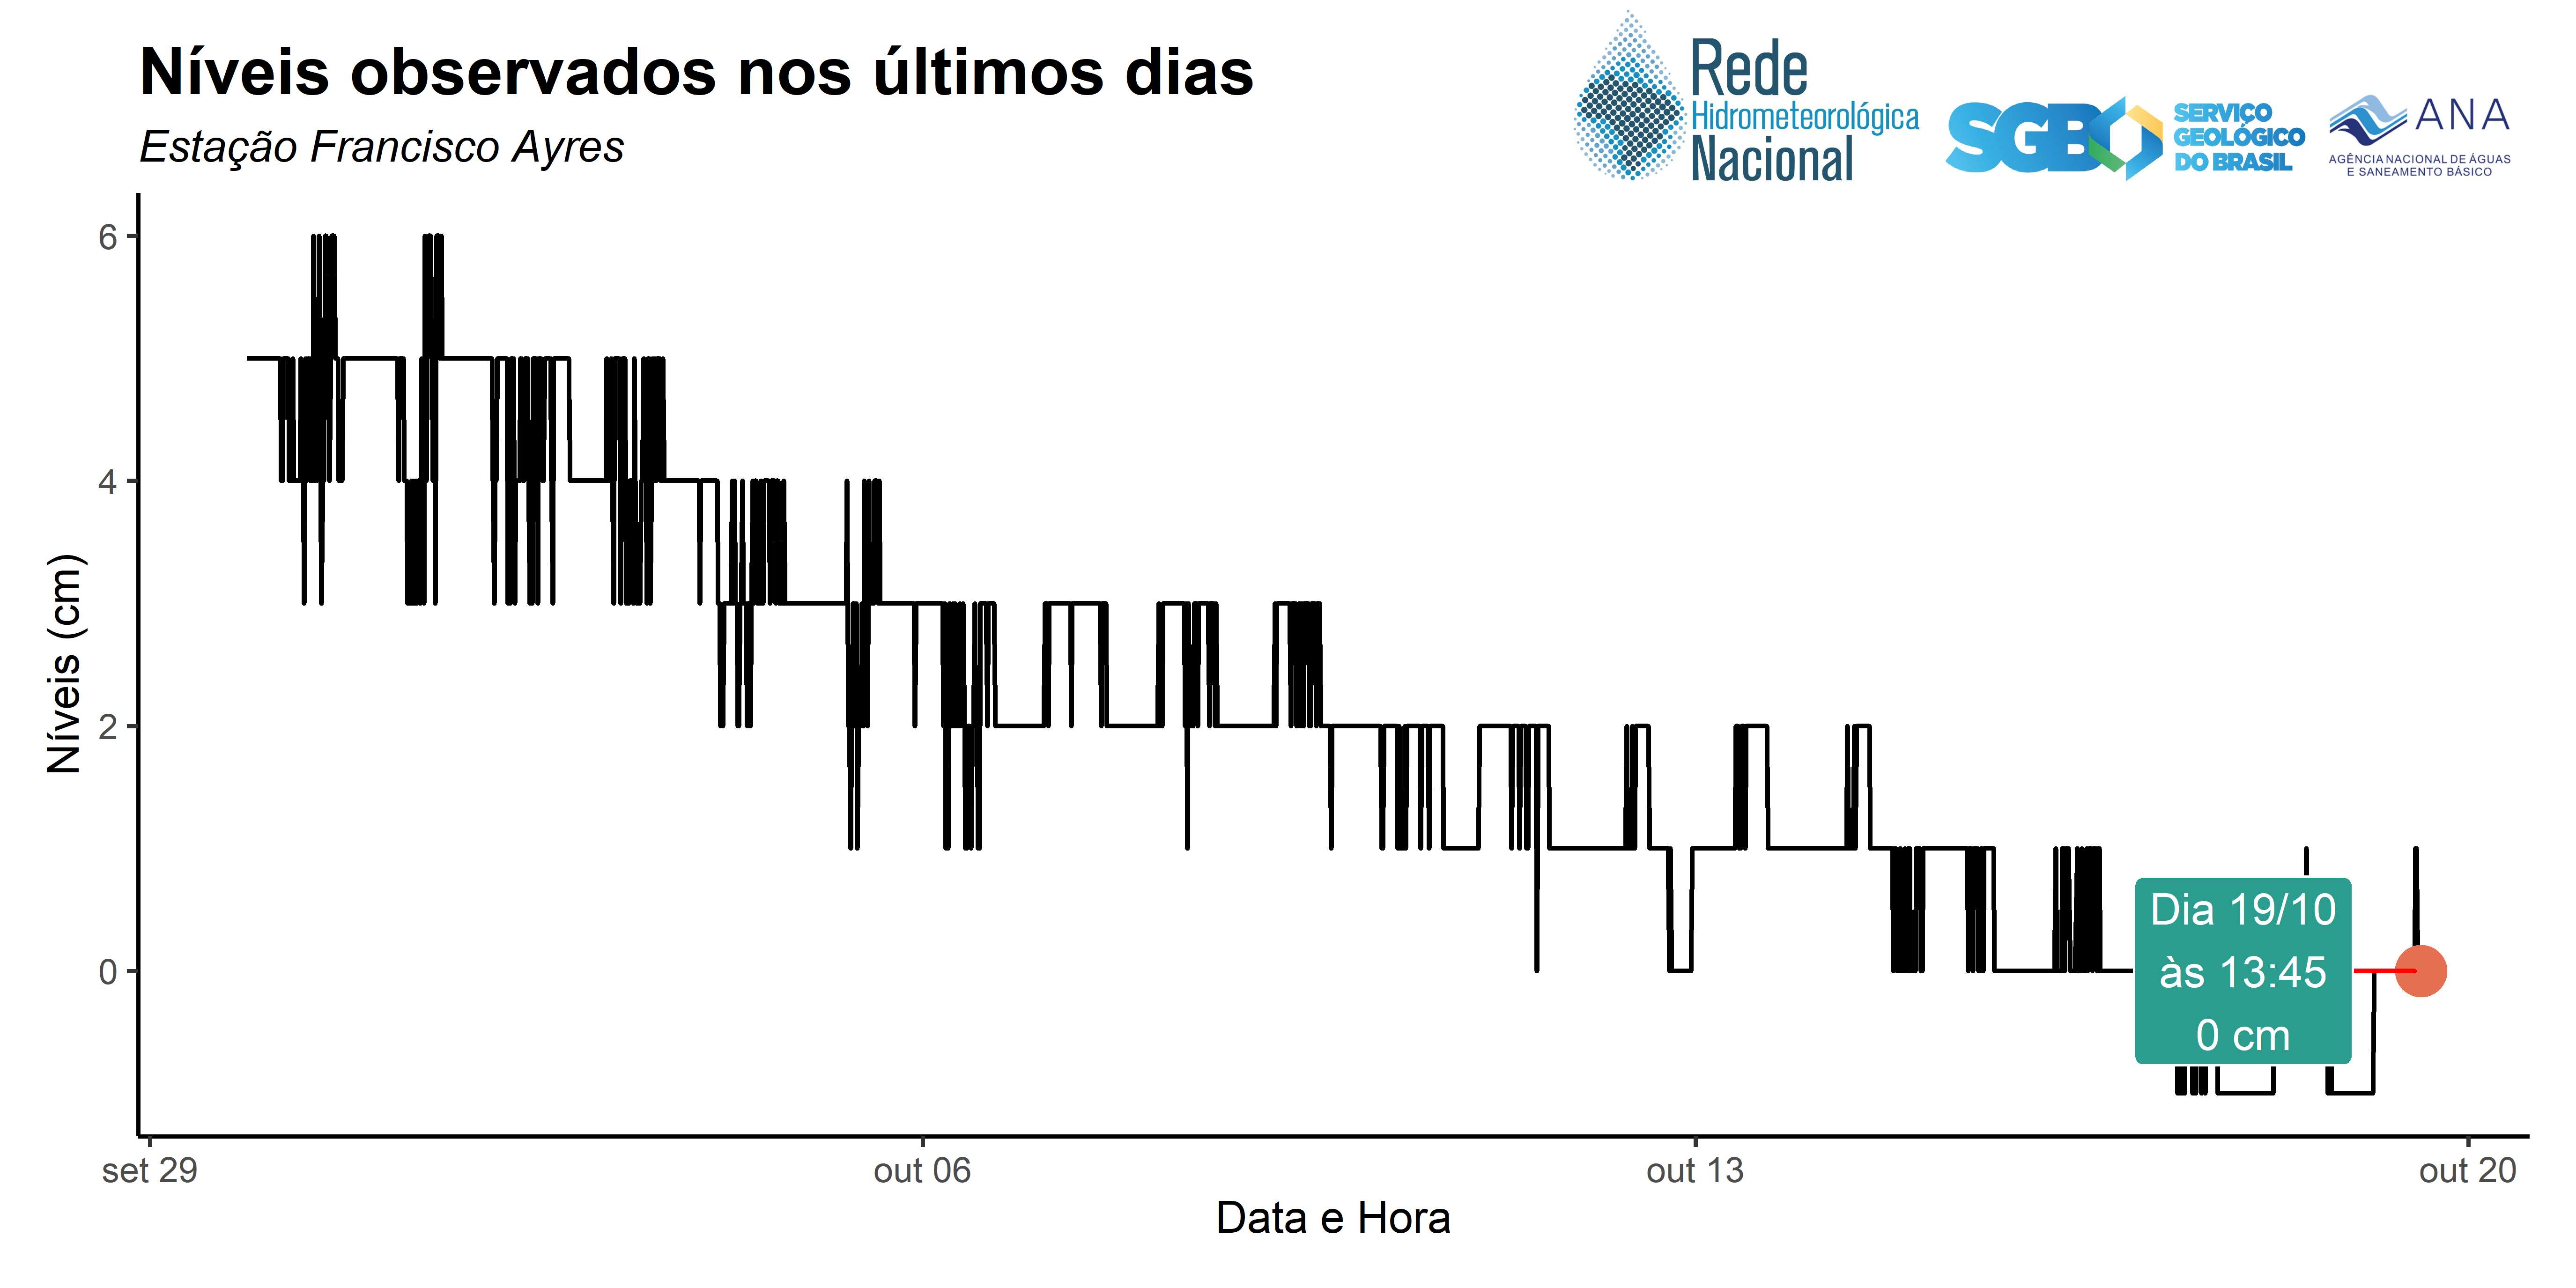 Níveis observados nos últimos dias
Estação Francisco Ayres
Rede
Hidrometeorológica
Nacional
SGB
SERVIÇO
GEOLÓGICO
DO BRASIL
ANA
AGÊNCIA NACIONAL DE ÁGUAS
E SANEAMENTO BÁSICO
Níveis (cm)
6
4
2
0
Dia 19/10
às 13:45
0 cm
set 29
out 06
out 13
out 20
Data e Hora